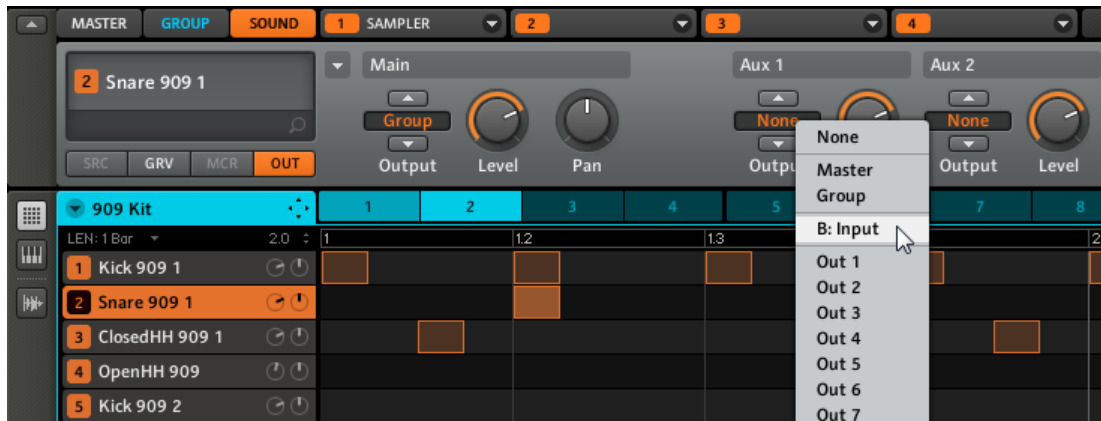 MASTER GROUP SOUND 1 SAMPLER 2 3 4
2 Snare 909 1
Main Aux 1 Aux 2
Group None None
Output Level Pan Outpu Output Level
SRC GRV MCR OUT
None
Master
Group
B: Input
Out 1
Out 2
Out 3
Out 4
Out 5
Out 6
Out 7
909 Kit 1 2 3 4 5 7 8
LEN: 1 Bar 2.0 1 1.2 1.3 2
1 Kick 909 1
2 Snare 909 1
3 ClosedHH 909 1
4 OpenHH 909
5 Kick 909 2